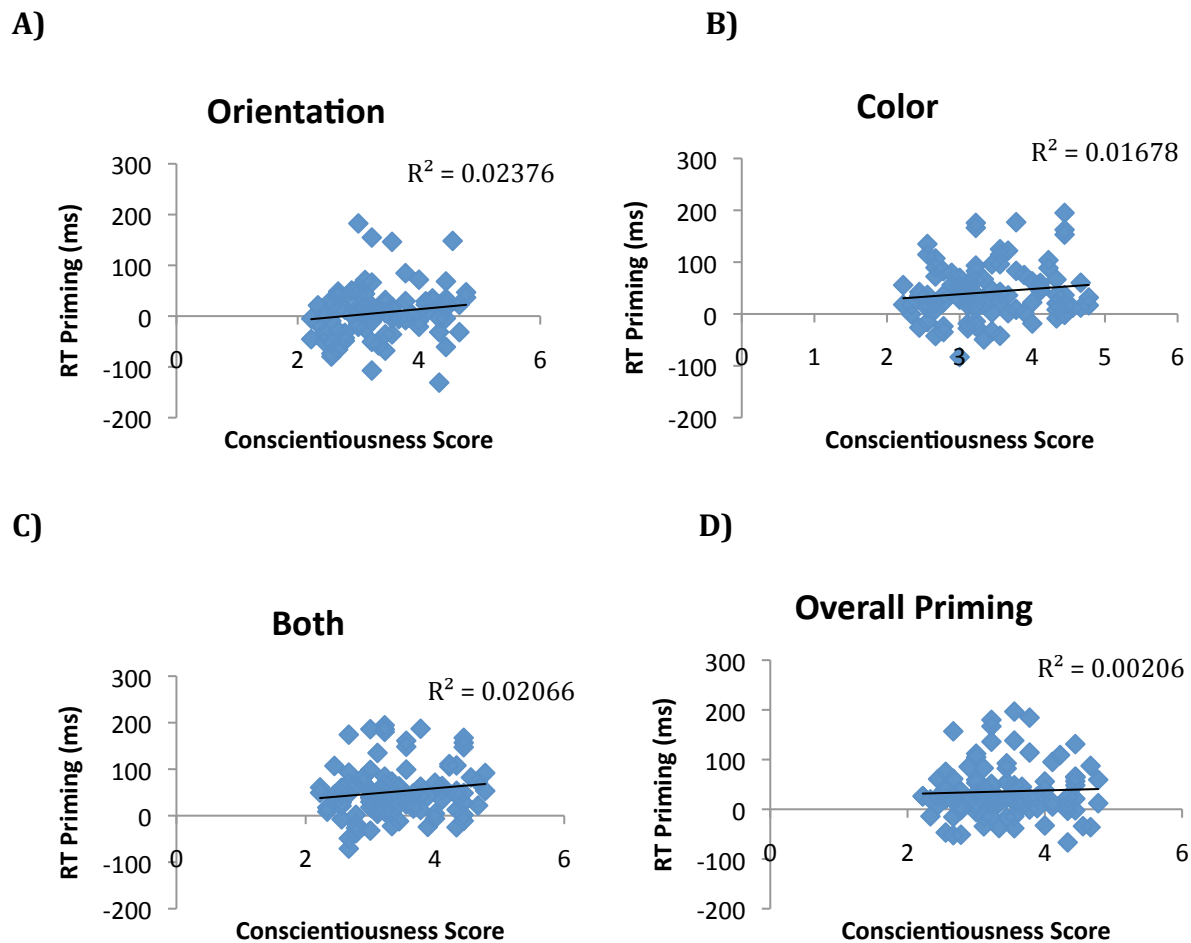 A)
Orientation
R² = 0.02376
300
200
100
0
-100
-200
0
2
4
6
RT Priming (ms)
Conscientiousness Score
B)
Color
R² = 0.01678
300
200
100
0
-100
-200
0
1
2
3
4
5
6
RT Priming (ms)
Conscientiousness Score
C)
Both
R² = 0.02066
300
200
100
0
-100
-200
0
2
4
6
RT Priming (ms)
Conscientiousness Score
D)
Overall Priming
R² = 0.00206
300
200
100
0
-100
-200
0
2
4
6
RT Priming (ms)
Conscientiousness Score